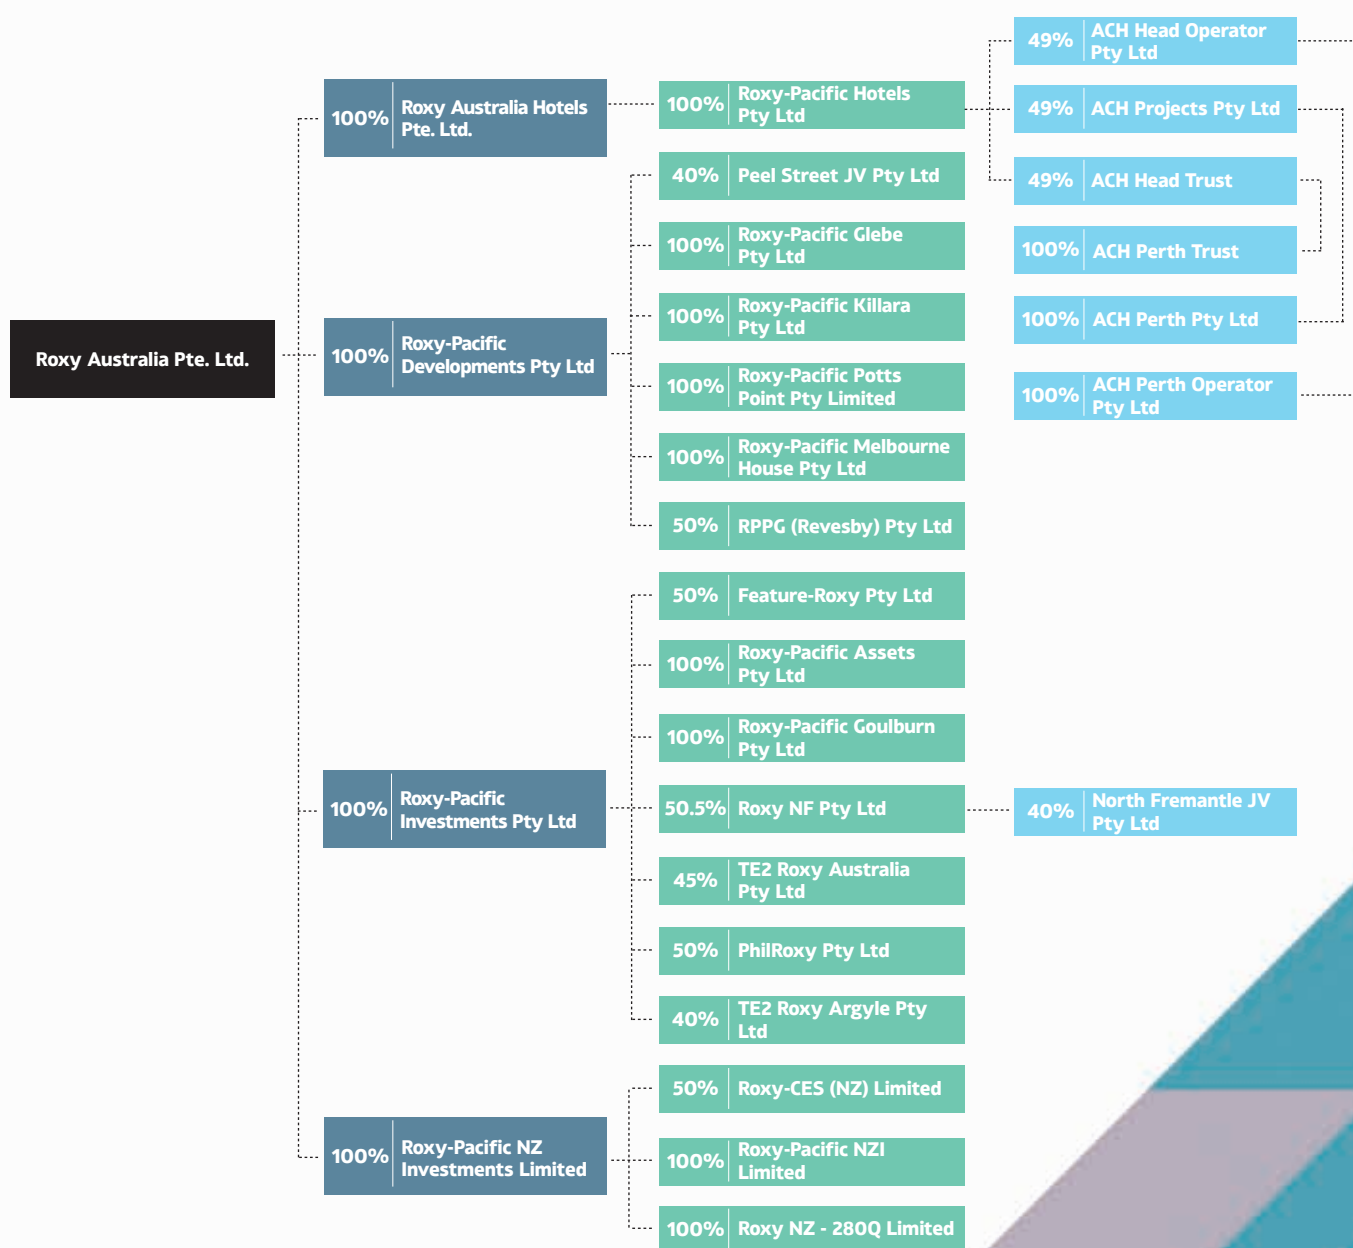 Roxy Australia Pte. Ltd.
100%
Roxy Australia Hotels
Pte. Ltd.
100%
Roxy-Pacific
Developments Pty Ltd
100%
Roxy-Pacific
Investments Pty Ltd
100%
Roxy-Pacific NZ
Investments Limited
100%
Roxy-Pacific Hotels
Pty Ltd
40%
Peel Street JV Pty Ltd
100%
Roxy-Pacific Glebe
Pty Ltd
100%
Roxy-Pacific Killara
Pty Ltd
100%
Roxy-Pacific Potts
Point Pty Limited
100%
Roxy-Pacific Melbourne
House Pty Ltd
50%
RPPG (Revesby) Pty Ltd
50%
Feature-Roxy Pty Ltd
100%
Roxy-Pacific Assets
Pty Ltd
100%
Roxy-Pacific Goulburn
Pty Ltd
50.5%
Roxy NF Pty Ltd
45%
TE2 Roxy Australia
Pty Ltd
50%
PhilRoxy Pty Ltd
40%
TE2 Roxy Argyle Pty
Ltd
50%
Roxy-CES (NZ) Limited
100%
Roxy-Pacific NZI
Limited
100%
Roxy NZ - 280Q Limited
49%
ACH Head Operator
Pty Ltd
49%
ACH Projects Pty Ltd
49%
ACH Head Trust
100%
ACH Perth Trust
100%
ACH Perth Pty Ltd
100%
ACH Perth Operator
Pty Ltd
40%
North Fremantle JV
Pty Ltd